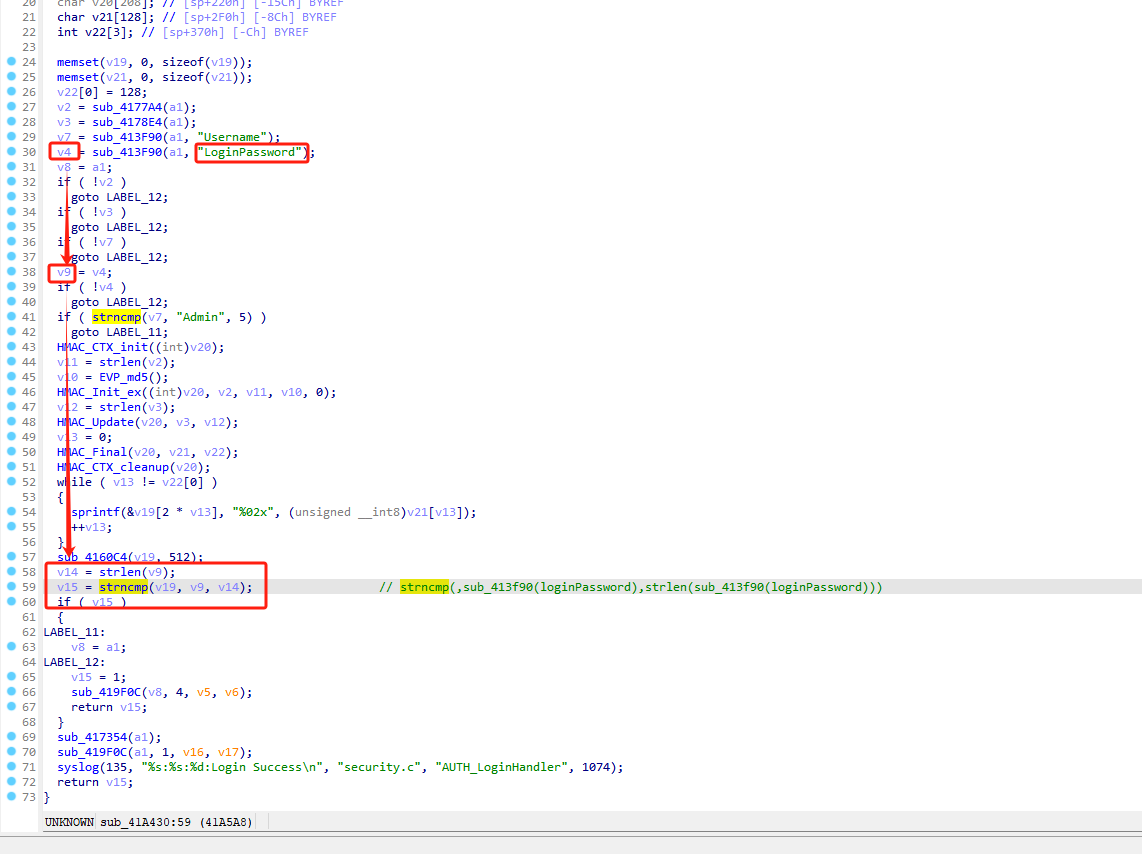 20 char v20[208]; // [sp+220h] [-15Ch] BYREF
21 char v21[128]; // [sp+2F0h] [-8Ch] BYREF
22 int v22[3]; // [sp+370h] [-Ch] BYREF
23
24 memset(v19, 0, sizeof(v19));
25 memset(v21, 0, sizeof(v21));
26 v22[0] = 128;
27 v2 = sub_4177A4(a1);
28 v3 = sub_4178E4(a1);
29 v7 = sub_413F90(a1, "Username");
30 v4 = sub_413F90(a1, "LoginPassword");
31 v8 = a1;
32 if ( !v2 )
33 goto LABEL_12;
34 if ( !v3 )
35 goto LABEL_12;
36 if ( !v7 )
37 goto LABEL_12;
38 v9 = v4;
39 if ( !v4 )
40 goto LABEL_12;
41 if ( strncmp(v7, "Admin", 5) )
42 goto LABEL_11;
43 HMAC_CTX_init((int)v20);
44 v11 = strlen(v2);
45 v10 = EVP_md5();
46 HMAC_Init_ex((int)v20, v2, v11, v10, 0);
47 v12 = strlen(v3);
48 HMAC_Update(v20, v3, v12);
49 v13 = 0;
50 HMAC_Final(v20, v21, v22);
51 HMAC_CTX_cleanup(v20);
52 while ( v13 != v22[0] )
53 {
54 sprintf(&v19[2 * v13], "%02x", (unsigned __int8)v21[v13]);
55 ++v13;
56 }
57 sub_4160C4(v19, 512);
58 v14 = strlen(v9);
59 v15 = strncmp(v19, v9, v14); // strncmp(,sub_413f90(loginPassword),strlen(sub_413f90(loginPassword)))
60 if ( v15 )
61 {
62 LABEL_11:
63 v8 = a1;
64 LABEL_12:
65 v15 = 1;
66 sub_419F0C(v8, 4, v5, v6);
67 return v15;
68 }
69 sub_417354(a1);
70 sub_419F0C(a1, 1, v16, v17);
71 syslog(135, "%s:%s:%d:Login Success\n", "security.c", "AUTH_LoginHandler", 1074);
72 return v15;
73 }
UNKNOWN sub_41A430:59 (41A5A8)